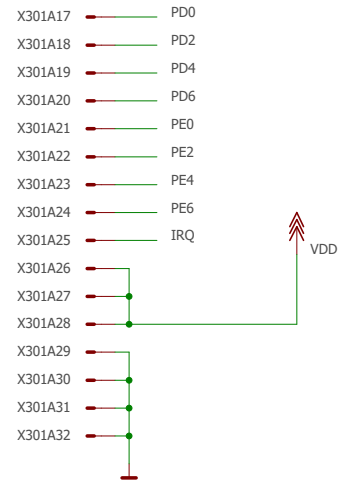 X301A17 PD0
X301A18 PD2
X301A19 PD4
X301A20 PD6
X301A21 PE0
X301A22 PE2
X301A23 PE4
X301A24 PE6
X301A25 IRQ
VDD
X301A26
X301A27
X301A28
X301A29
X301A30
X301A31
X301A32